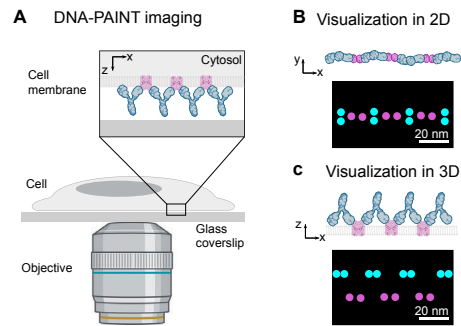 A DNA-PAINT imaging
Cytosol
x
z
Cell
membrane
Cell
Glass
coverslip
Objective
B Visualization in 2D
y
x
20 nm
c Visualization in 3D
z
x
20 nm